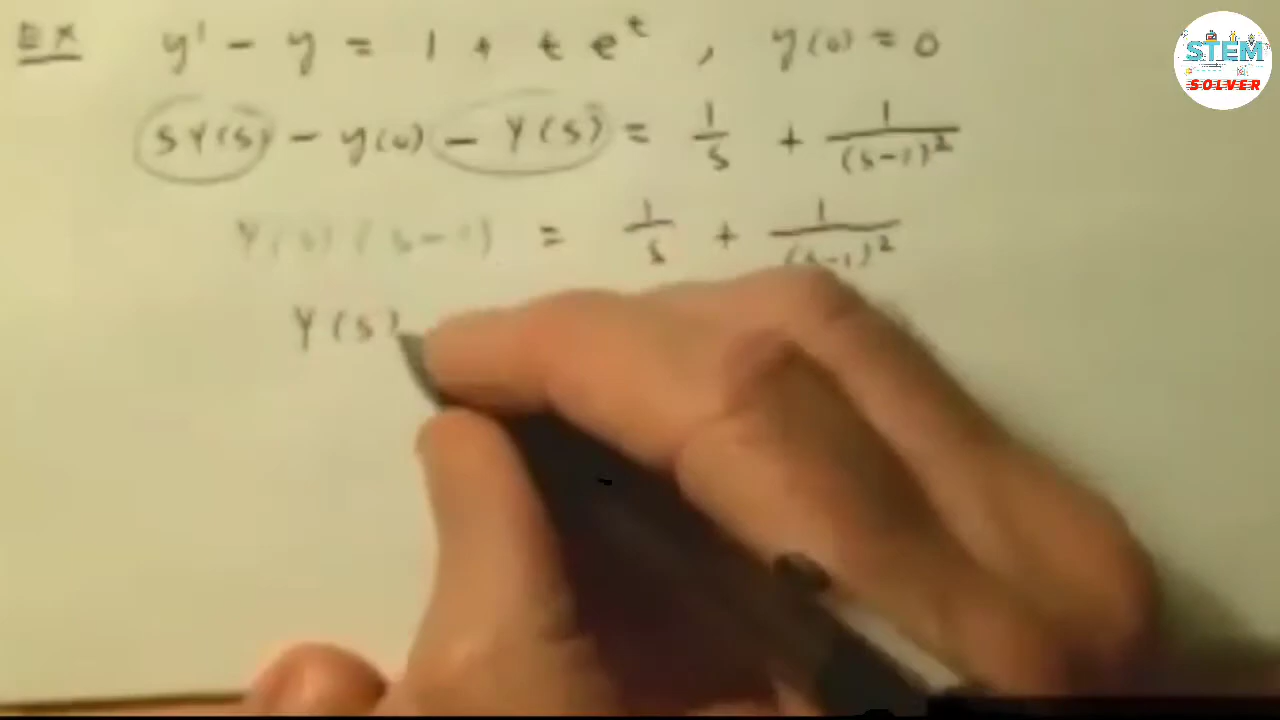 EX y' - y = 1 + t e^t , y(0) = 0
sY(s) - y(0) - Y(s) = 1/s + 1/(s-1)^2
Y(s) (s-1) = 1/s + 1/(s-1)^2
Y(s)
STEM
SOLVER